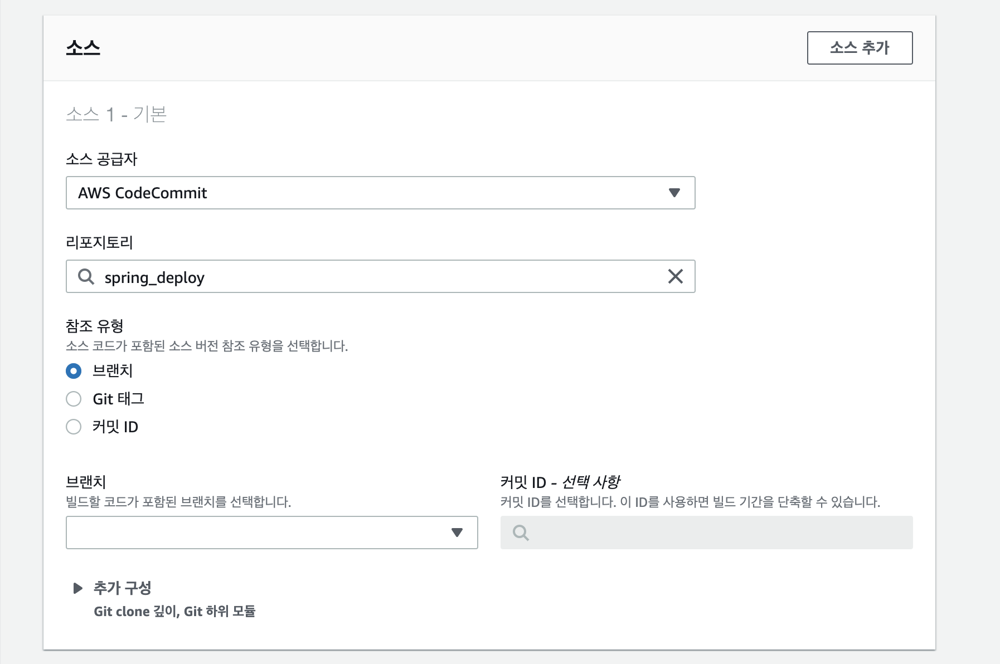 소스
소스 추가
소스 1 - 기본
소스 공급자
AWS CodeCommit
리포지토리
spring_deploy
참조 유형
소스 코드가 포함된 소스 버전 참조 유형을 선택합니다.
브랜치
Git 태그
커밋 ID
브랜치
빌드할 코드가 포함된 브랜치를 선택합니다.
커밋 ID - 선택 사항
커밋 ID를 선택합니다. 이 ID를 사용하면 빌드 기간을 단축할 수 있습니다.
추가 구성
Git clone 깊이, Git 하위 모듈